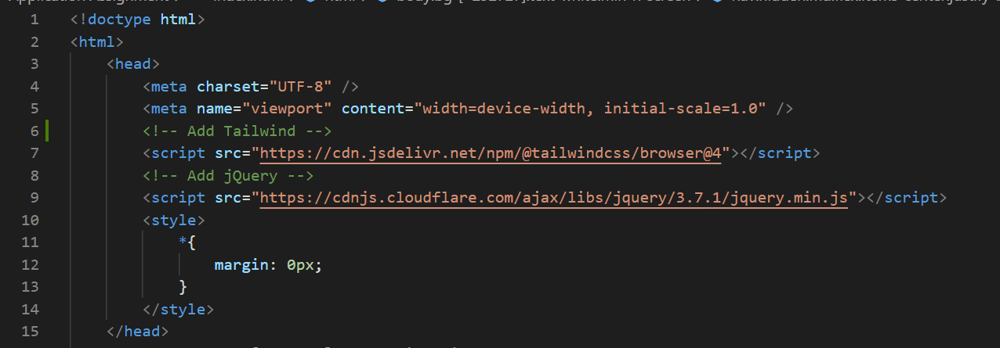 1 <!doctype html>
2 <html>
3 <head>
4 <meta charset="UTF-8" />
5 <meta name="viewport" content="width=device-width, initial-scale=1.0" />
6 <!-- Add Tailwind -->
7 <script src="https://cdn.jsdelivr.net/npm/@tailwindcss/browser@4"></script>
8 <!-- Add jQuery -->
9 <script src="https://cdnjs.cloudflare.com/ajax/libs/jquery/3.7.1/jquery.min.js"></script>
10 <style>
11 *{
12 margin: 0px;
13 }
14 </style>
15 </head>